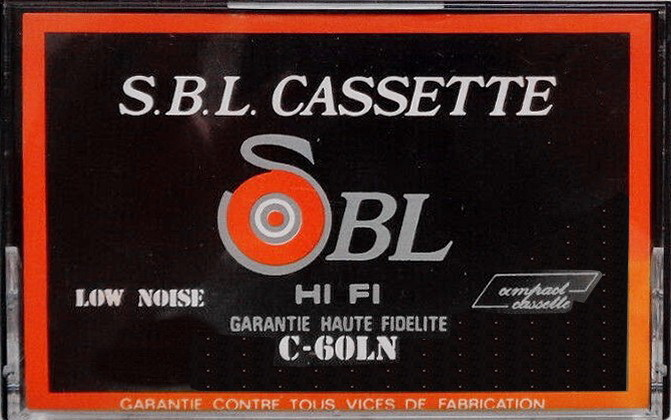 S.B.L. CASSETTE
SBL
HI FI
LOW NOISE
compact
cassette
GARANTIE HAUTE FIDELITE
C-60LN
GARANTIE CONTRE TOUS VICES DE FABRICATION